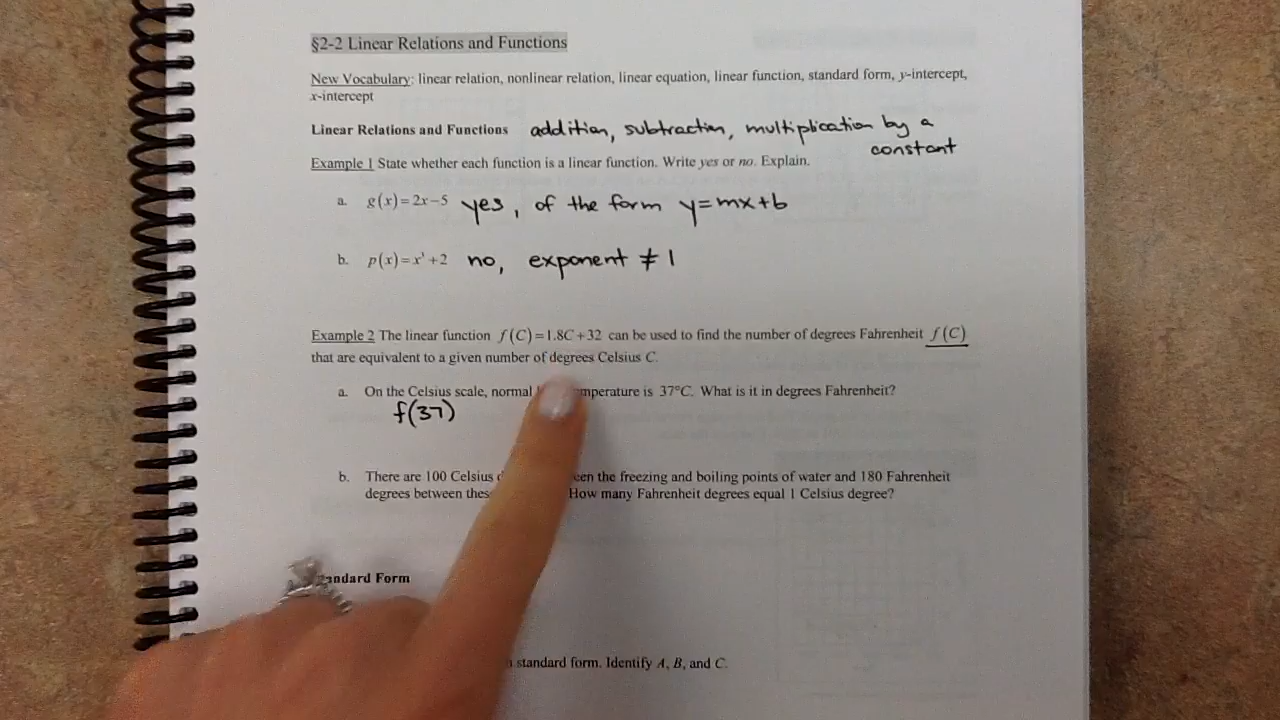 §2-2 Linear Relations and Functions
New Vocabulary: linear relation, nonlinear relation, linear equation, linear function, standard form, y-intercept,
x-intercept
Linear Relations and Functions addition, subtraction, multiplication by a
constant
Example 1 State whether each function is a linear function. Write yes or no. Explain.
a. g(x)=2x−5 yes, of the form y=mx+b
b. p(x)=x³+2 no, exponent ≠ 1
Example 2 The linear function f(C)=1.8C+32 can be used to find the number of degrees Fahrenheit f(C)
that are equivalent to a given number of degrees Celsius C.
a. On the Celsius scale, normal mperature is 37°C. What is it in degrees Fahrenheit?
f(37)
b. There are 100 Celsius een the freezing and boiling points of water and 180 Fahrenheit
degrees between thes How many Fahrenheit degrees equal 1 Celsius degree?
andard Form
standard form. Identify A, B, and C.